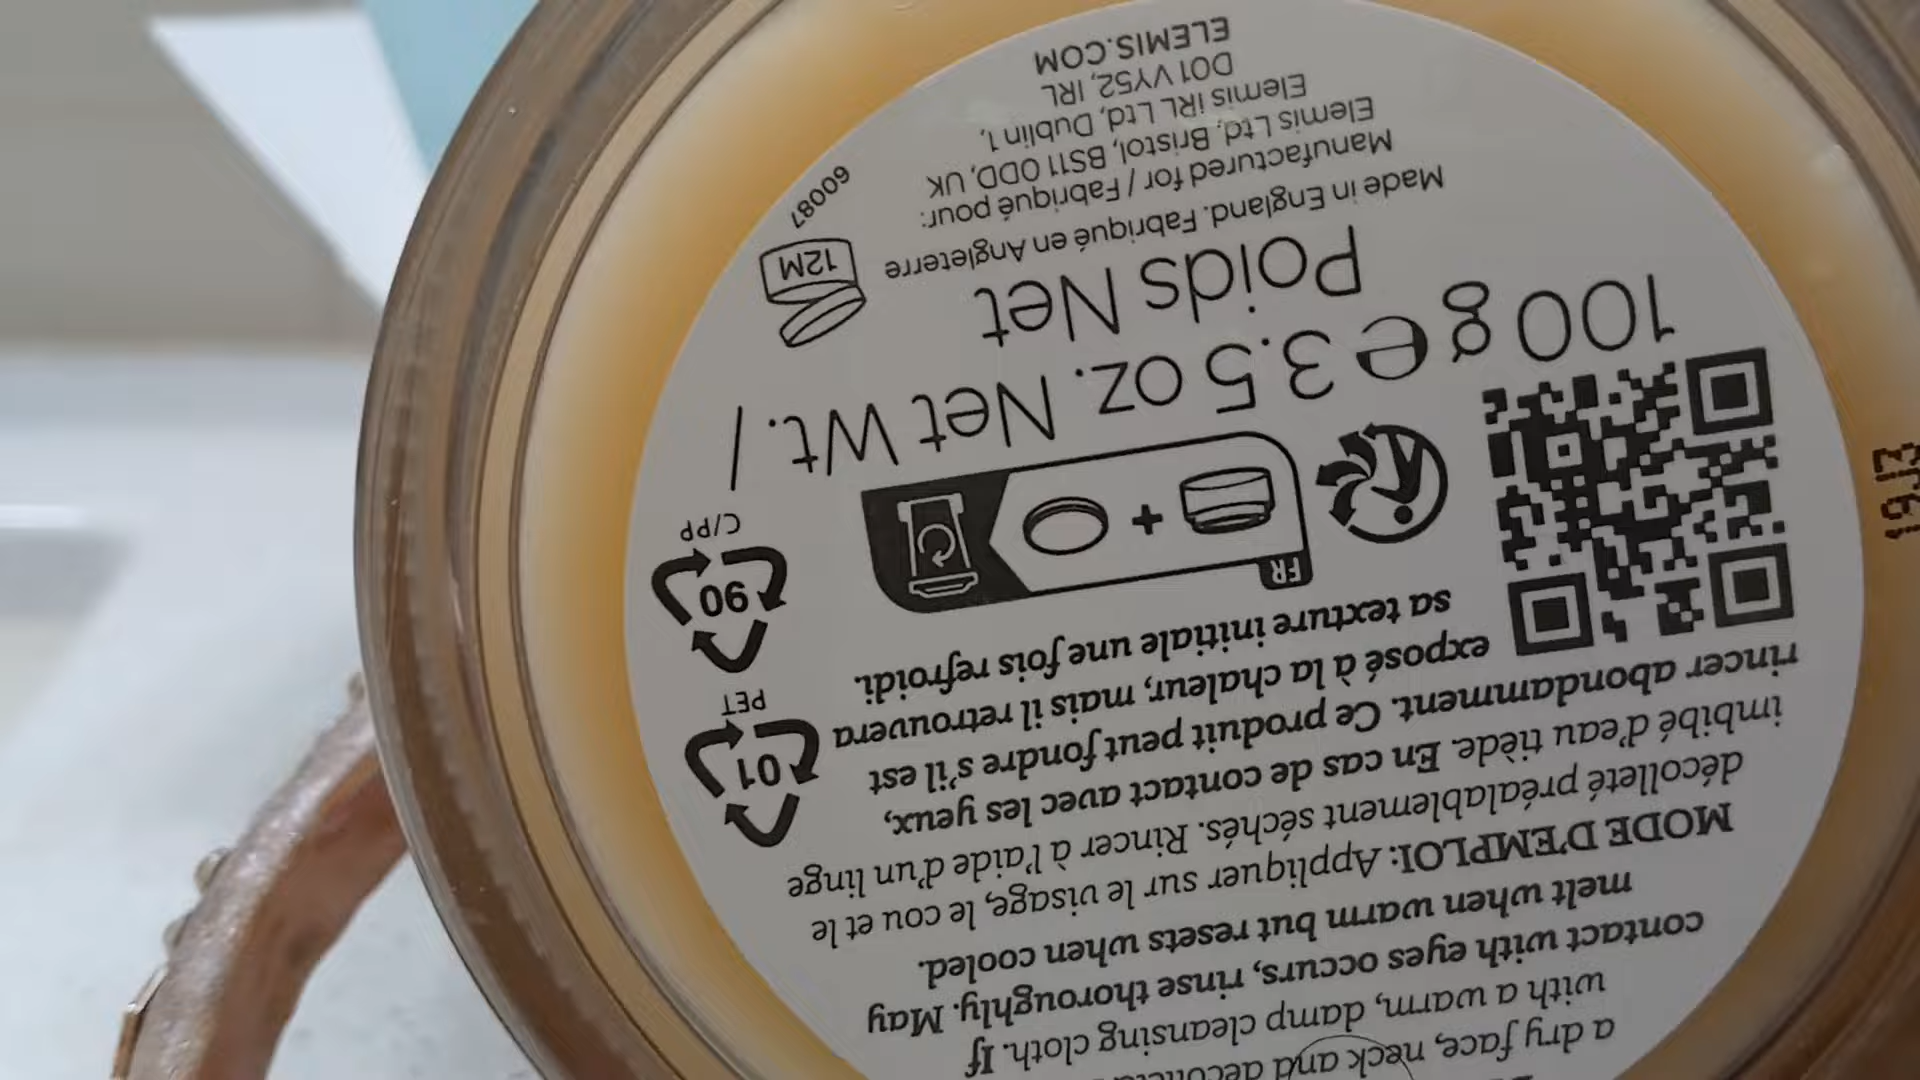 a dry face, neck and
with a warm, damp cleansing cloth. If
contact with eyes occurs, rinse thoroughly. May
melt when warm but resets when cooled.
MODE D'EMPLOI: Appliquer sur le visage, le cou et le
décolleté préalablement séchés. Rincer à l'aide d'un linge
imbibé d'eau tiède. En cas de contact avec les yeux,
rincer abondamment. Ce produit peut fondre s'il est
exposé à la chaleur, mais il retrouvera
sa texture initiale une fois refroidi.
01
PET
FR
90
C/PP
100 g ℮ 3.5 oz. Net Wt. /
Poids Net
12M
60087
Made in England. Fabriqué en Angleterre
Manufactured for / Fabriqué pour:
Elemis Ltd, Bristol, BS11 0DD, UK
Elemis IRL Ltd, Dublin 1,
D01 VY52, IRL
ELEMIS.COM